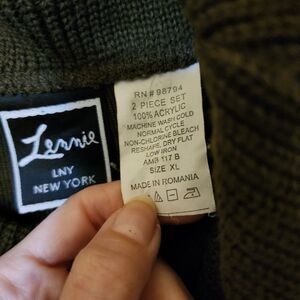 Lennie
LNY
NEW YORK
RN# 98794
2 PIECE SET
100% ACRYLIC
MACHINE WASH COLD
NORMAL CYCLE
NON-CHLORINE BLEACH
RESHAPE, DRY FLAT
LOW IRON
AMB 117 B
SIZE XL
MADE IN ROMANIA